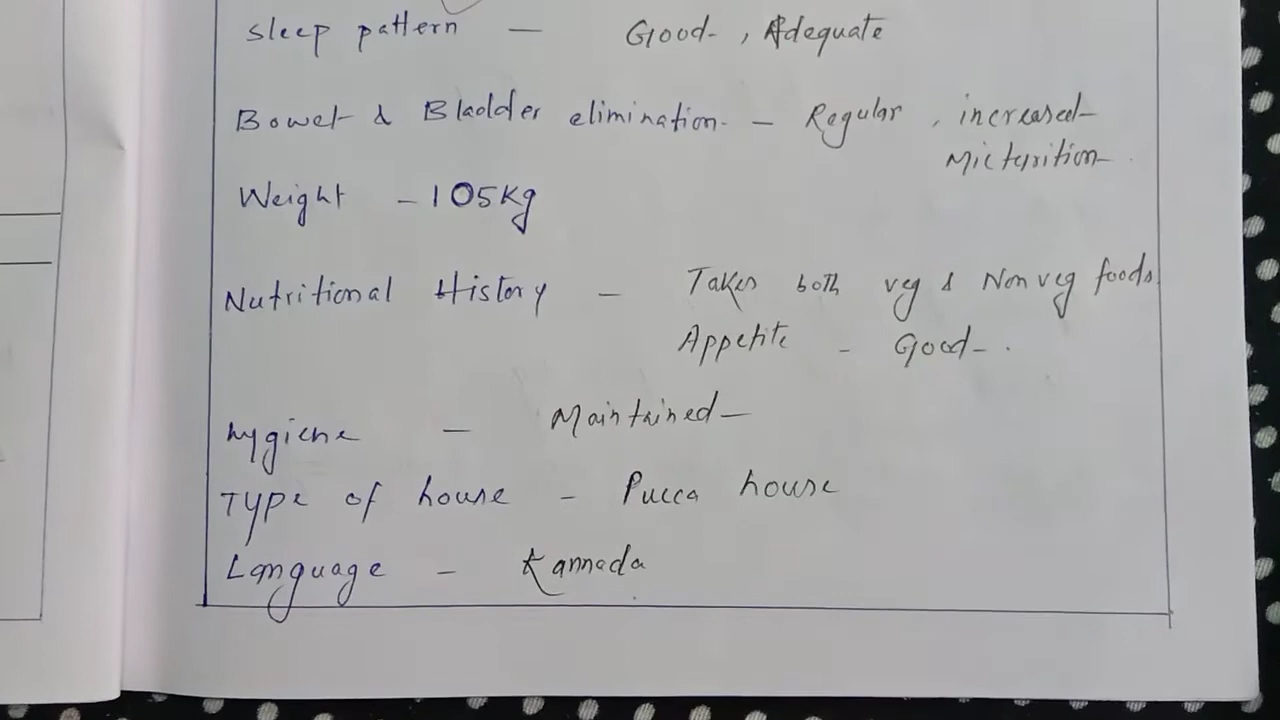 Sleep pattern — Good, Adequate
Bowel & Bladder elimination - Regular, increased
Micturition.
Weight - 105Kg
Nutritional History - Takes both veg & Non veg foods
Appetite - Good.
hygiene - Maintained
Type of house - Pucca house
Language - Kannada